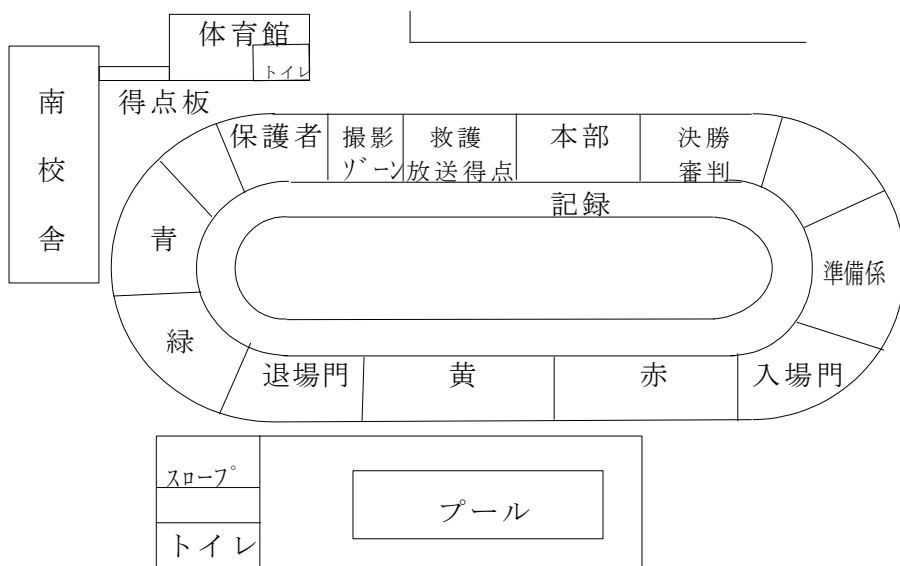 体育館
トイレ
南校舎
得点板
保護者
撮影
ゾーン
救護
放送得点
本部
決勝
審判
記録
青
準備係
緑
退場門
黄
赤
入場門
スロープ
プール
トイレ